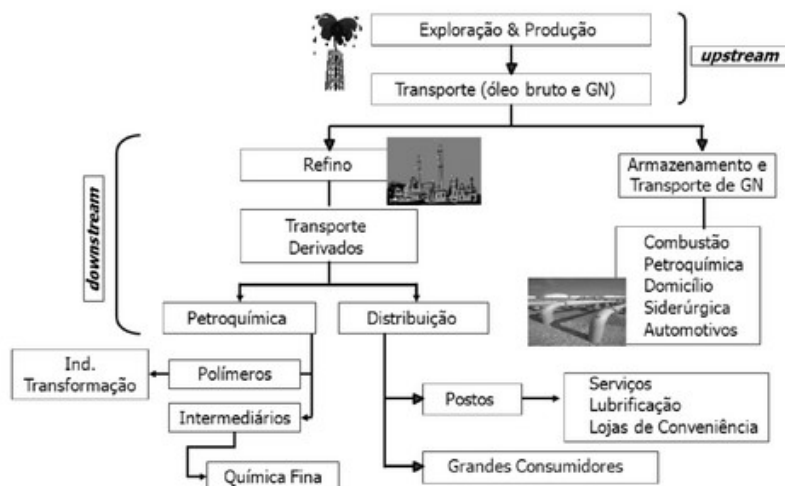 Exploração & Produção
upstream
Transporte (óleo bruto e GN)
downstream
Refino
Armazenamento e
Transporte de GN
Transporte
Derivados
Combustão
Petroquímica
Domicílio
Siderúrgica
Automotivos
Petroquímica
Distribuição
Ind.
Transformação
Polímeros
Intermediários
Química Fina
Postos
Serviços
Lubrificação
Lojas de Conveniência
Grandes Consumidores